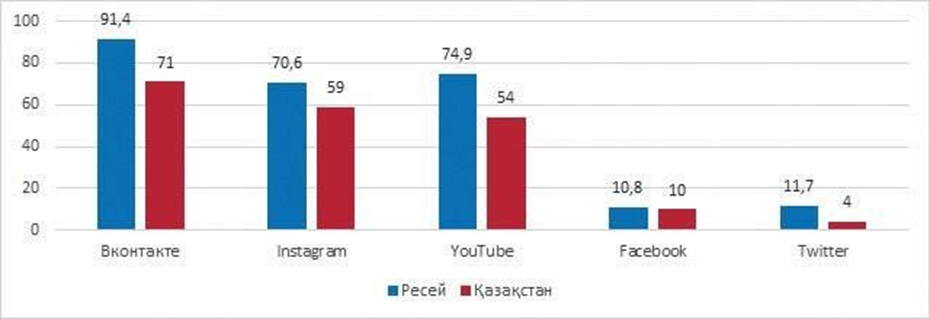 100
80
60
40
20
0
91,4
71
70,6
59
74,9
54
10,8
10
11,7
4
Вконтакте
Instagram
YouTube
Facebook
Twitter
Ресей
Қазақстан